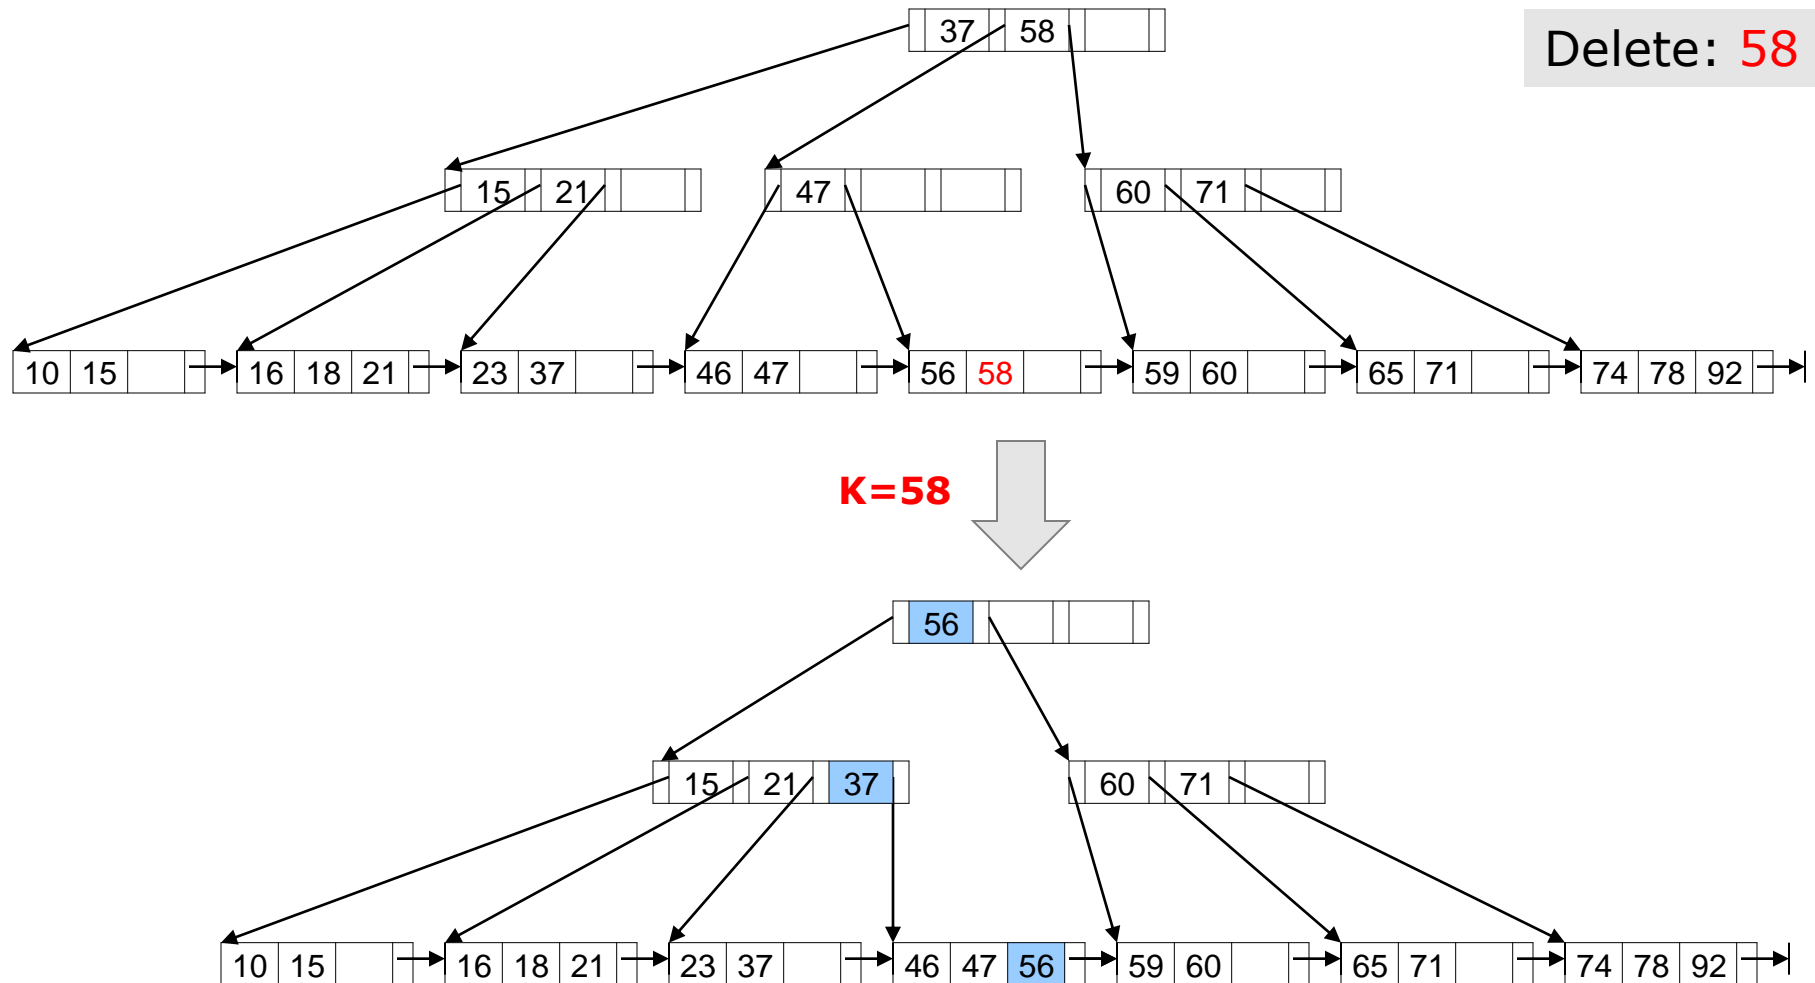 37 58
Delete: 58
15 21 47 60 71
10 15 16 18 21 23 37 46 47 56 58 59 60 65 71 74 78 92
K=58
56
15 21 37 60 71
10 15 16 18 21 23 37 46 47 56 59 60 65 71 74 78 92